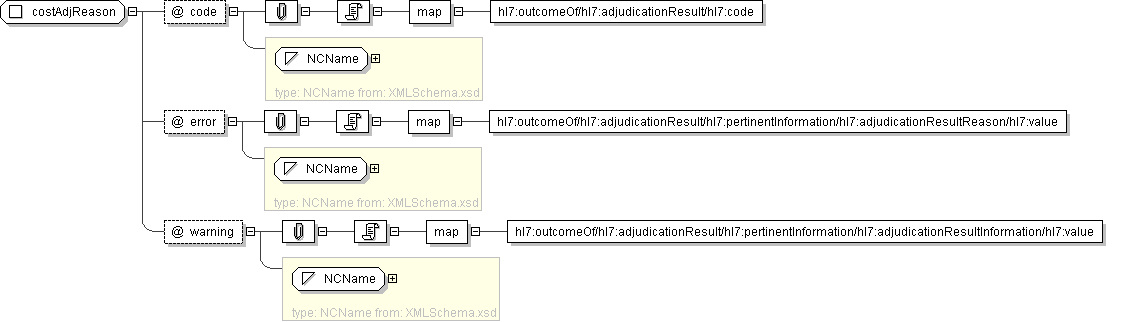 costAdjReason
@ code
map
hl7:outcomeOf/hl7:adjudicationResult/hl7:code
NCName
type: NCName from: XMLSchema.xsd
@ error
map
hl7:outcomeOf/hl7:adjudicationResult/hl7:pertinentInformation/hl7:adjudicationResultReason/hl7:value
NCName
type: NCName from: XMLSchema.xsd
@ warning
map
hl7:outcomeOf/hl7:adjudicationResult/hl7:pertinentInformation/hl7:adjudicationResultInformation/hl7:value
NCName
type: NCName from: XMLSchema.xsd